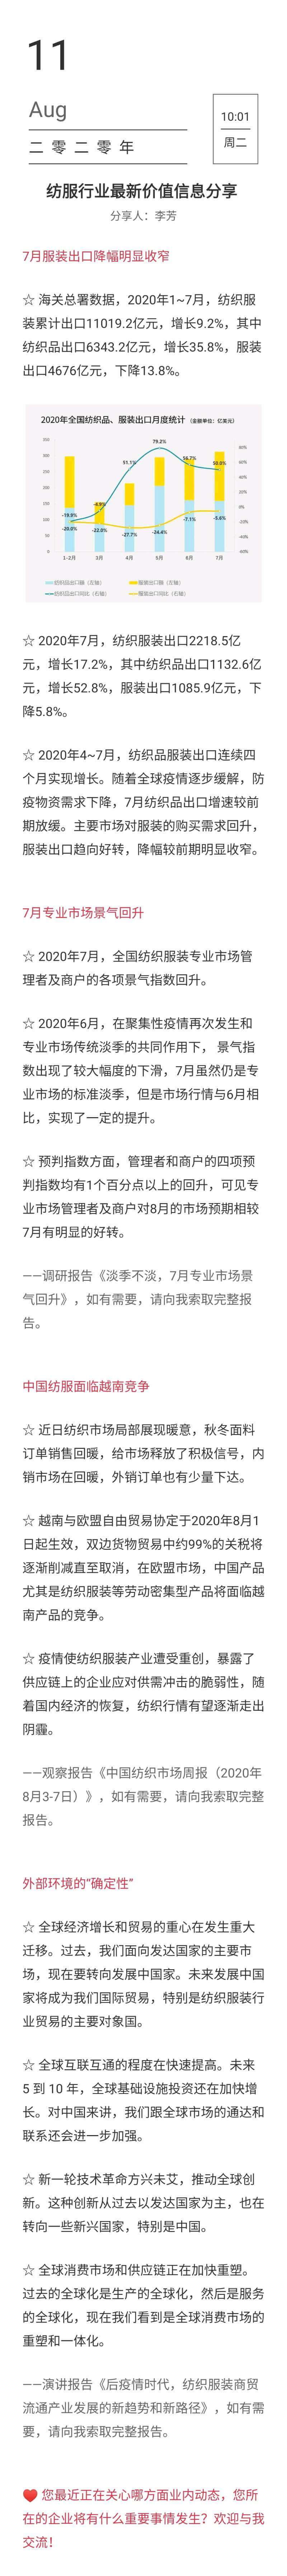 11
Aug
二零二零年
10:01
周二
纺服行业最新价值信息分享
分享人：李芳
7月服装出口降幅明显收窄
☆ 海关总署数据，2020年1~7月，纺织服
装累计出口11019.2亿元，增长9.2%，其中
纺织品出口6343.2亿元，增长35.8%，服装
出口4676亿元，下降13.8%。
2020年全国纺织品、服装出口月度统计 （金额单位：亿美元）
350
300
250
200
150
100
50
0
80%
60%
40%
20%
0%
-20%
-40%
-60%
-19.9%
-20.0%
-22.0%
51.1%
-27.7%
79.2%
-34.4%
56.7%
-7.1%
50.0%
-5.6%
1-2月
3月
4月
5月
6月
7月
纺织品出口额（左轴）
服装出口额（左轴）
纺织品出口同比（右轴）
服装出口同比（右轴）
☆ 2020年7月，纺织服装出口2218.5亿
元，增长17.2%，其中纺织品出口1132.6亿
元，增长52.8%，服装出口1085.9亿元，下
降5.8%。
☆ 2020年4~7月，纺织品服装出口连续四
个月实现增长。随着全球疫情逐步缓解，防
疫物资需求下降，7月纺织品出口增速较前
期放缓。主要市场对服装的购买需求回升，
服装出口趋向好转，降幅较前期明显收窄。
7月专业市场景气回升
☆ 2020年7月，全国纺织服装专业市场管
理者及商户的各项景气指数回升。
☆ 2020年6月，在聚集性疫情再次发生和
专业市场传统淡季的共同作用下， 景气指
数出现了较大幅度的下滑，7月虽然仍是专
业市场的标准淡季，但是市场行情与6月相
比，实现了一定的提升。
☆ 预判指数方面，管理者和商户的四项预
判指数均有1个百分点以上的回升，可见专
业市场管理者及商户对8月的市场预期相较
7月有明显的好转。
——调研报告《淡季不淡，7月专业市场景
气回升》，如有需要，请向我索取完整报
告。
中国纺服面临越南竞争
☆ 近日纺织市场局部展现暖意，秋冬面料
订单销售回暖，给市场释放了积极信号，内
销市场在回暖，外销订单也有少量下达。
☆ 越南与欧盟自由贸易协定于2020年8月1
日起生效，双边货物贸易中约99%的关税将
逐渐削减直至取消，在欧盟市场，中国产品
尤其是纺织服装等劳动密集型产品将面临越
南产品的竞争。
☆ 疫情使纺织服装产业遭受重创，暴露了
供应链上的企业应对供需冲击的脆弱性，随
着国内经济的恢复，纺织行情有望逐渐走出
阴霾。
——观察报告《中国纺织市场周报（2020年
8月3-7日）》，如有需要，请向我索取完整
报告。
外部环境的“确定性”
☆ 全球经济增长和贸易的重心在发生重大
迁移。过去，我们面向发达国家的主要市
场，现在要转向发展中国家。未来发展中国
家将成为我们国际贸易，特别是纺织服装行
业贸易的主要对象国。
☆ 全球互联互通的程度在快速提高。未来
5 到 10 年，全球基础设施投资还在加快增
长。对中国来讲，我们跟全球市场的通达和
联系还会进一步加强。
☆ 新一轮技术革命方兴未艾，推动全球创
新。这种创新从过去以发达国家为主，也在
转向一些新兴国家，特别是中国。
☆ 全球消费市场和供应链正在加快重塑。
过去的全球化是生产的全球化，然后是服务
的全球化，现在我们看到是全球消费市场的
重塑和一体化。
——演讲报告《后疫情时代，纺织服装商贸
流通产业发展的新趋势和新路径》，如有需
要，请向我索取完整报告。
您最近正在关心哪方面业内动态，您所
在的企业将有什么重要事情发生？欢迎与我
交流！